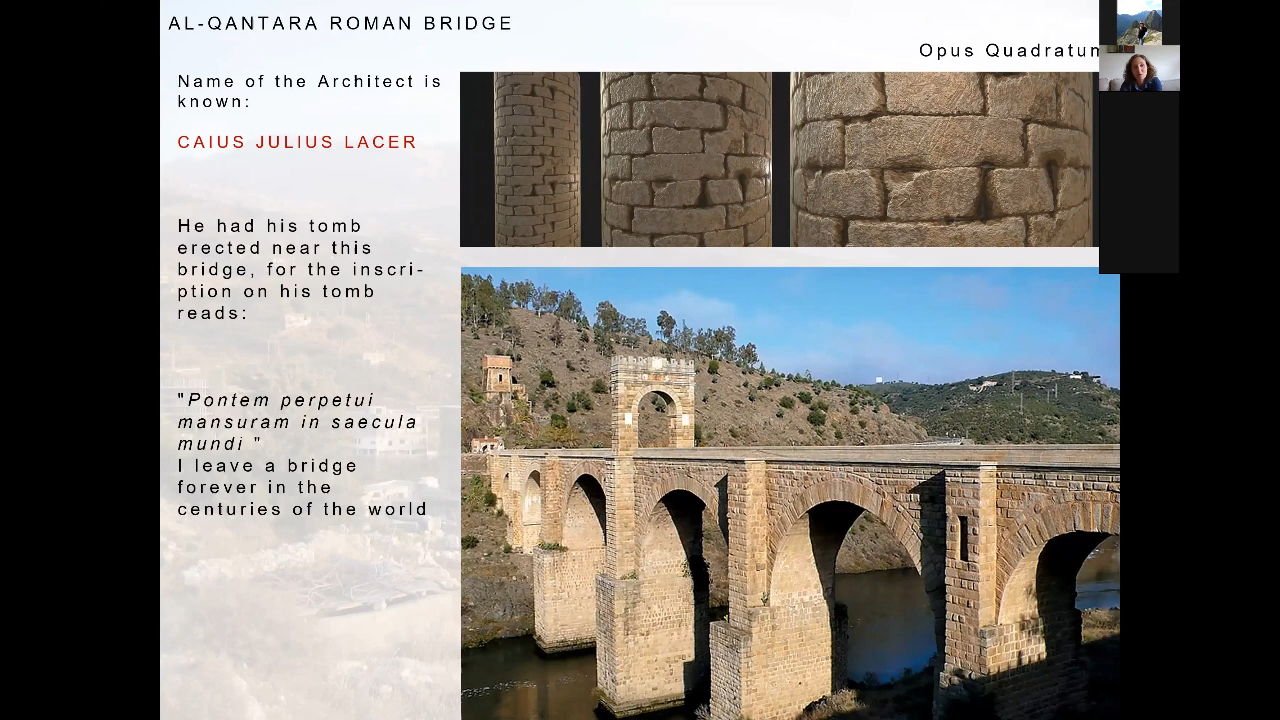 AL-QANTARA ROMAN BRIDGE
Opus Quadratum
Name of the Architect is
known:
CAIUS JULIUS LACER
He had his tomb
erected near this
bridge, for the inscri-
ption on his tomb
reads:
"Pontem perpetui
mansuram in saecula
mundi "
I leave a bridge
forever in the
centuries of the world